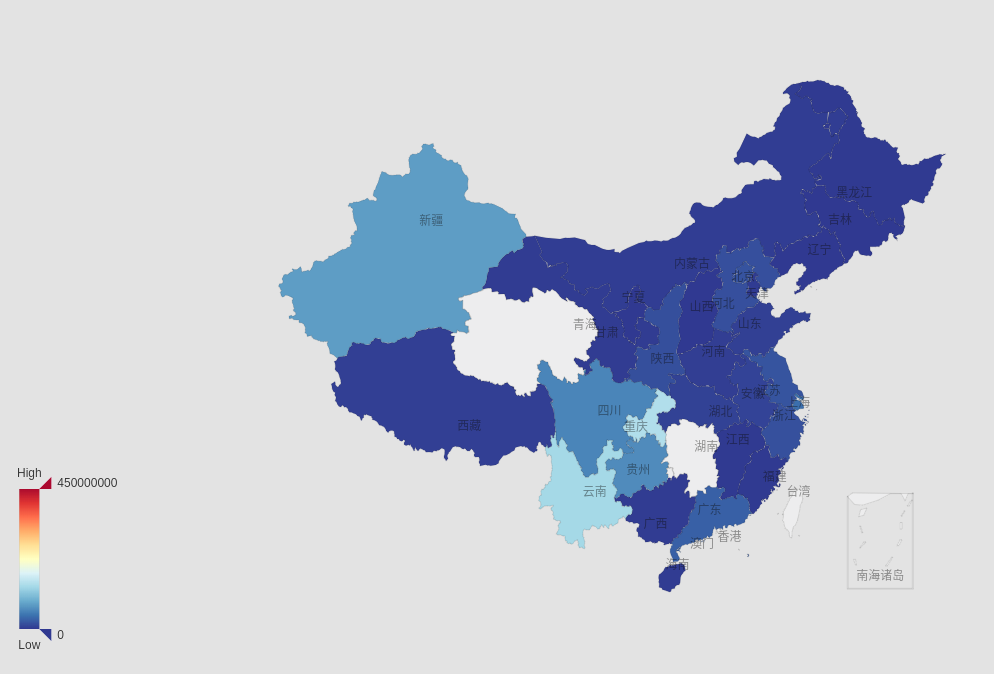 黑龙江
吉林
新疆
辽宁
内蒙古
北京
天津
宁夏
山西
河北
青海
山东
甘肃
河南
陕西
安徽
江苏
上海
四川
湖北
浙江
重庆
西藏
江西
湖南
贵州
福建
High
450000000
云南
台湾
广东
广西
香港
澳门
海南
南海诸岛
0
Low